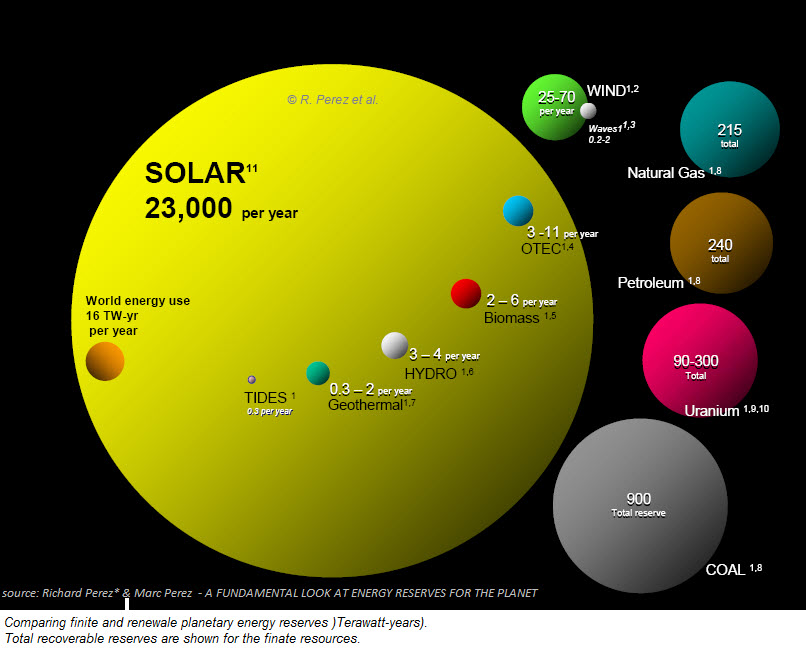 © R. Perez et al.
SOLAR11
23,000 per year
25-70
per year
WIND1,2
Waves11,3
0.2-2
215
total
Natural Gas 1,8
3 -11 per year
OTEC1,4
240
total
Petroleum 1,8
World energy use
16 TW-yr
per year
2 – 6 per year
Biomass 1,5
3 – 4 per year
HYDRO 1,6
90-300
Total
Uranium 1,9,10
TIDES 1
0.3 per year
0.3 – 2 per year
Geothermal1,7
900
Total reserve
COAL 1,8
source: Richard Perez* & Marc Perez - A FUNDAMENTAL LOOK AT ENERGY RESERVES FOR THE PLANET
Comparing finite and renewale planetary energy reserves )Terawatt-years).
Total recoverable reserves are shown for the finate resources.